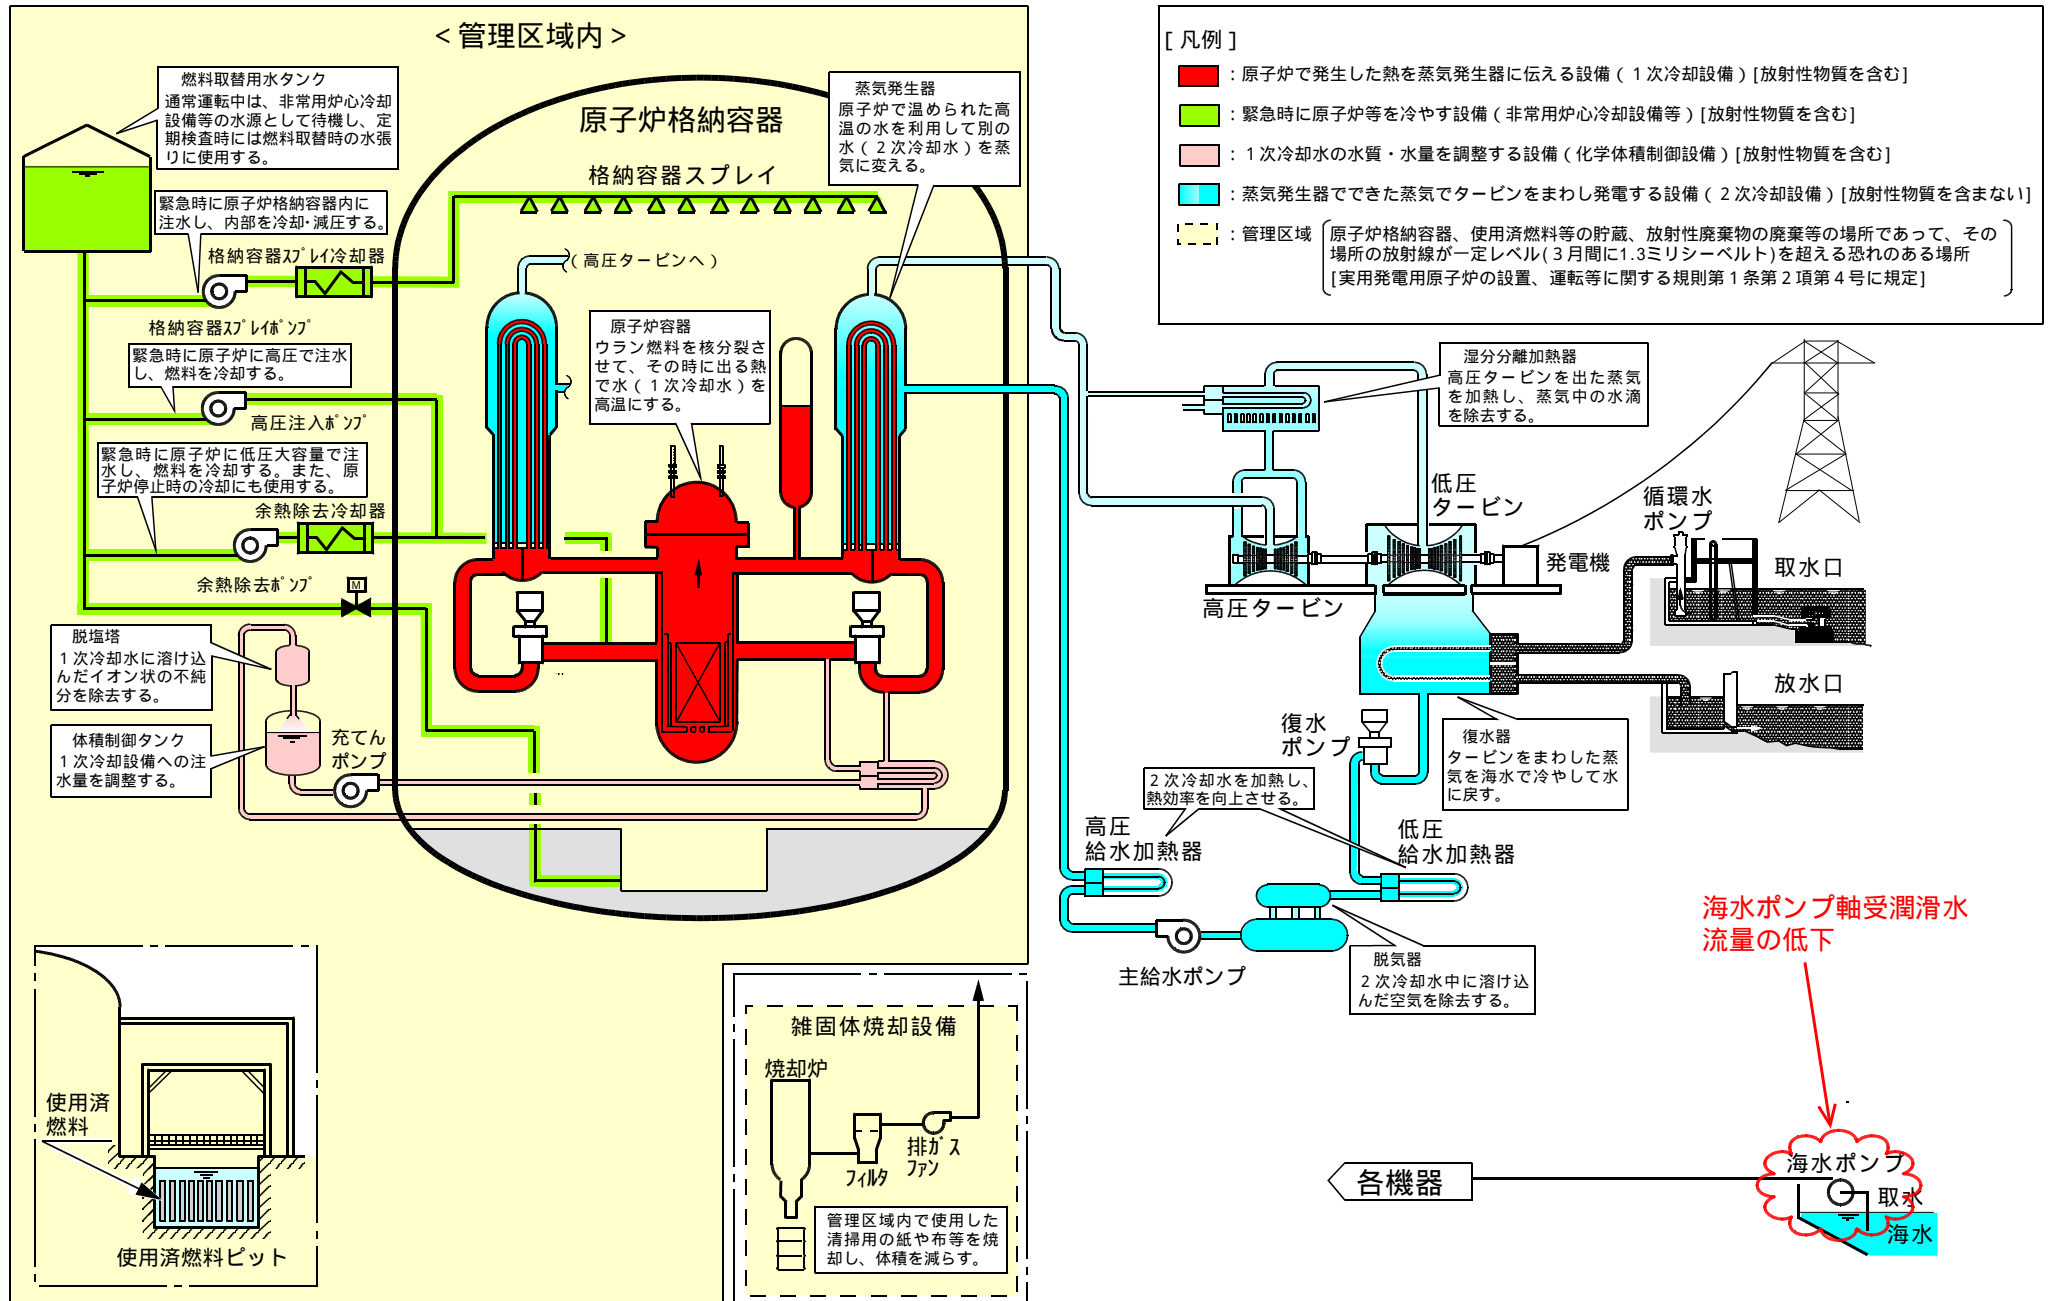 ＜管理区域内＞
燃料取替用水タンク
通常運転中は、非常用炉心冷却
設備等の水源として待機し、定
期検査時には燃料取替時の水張
りに使用する。
緊急時に原子炉格納容器内に
注水し、内部を冷却・減圧する。
格納容器ｽﾌﾟﾚｲ冷却器
格納容器ｽﾌﾟﾚｲﾎﾟﾝﾌﾟ
緊急時に原子炉に高圧で注水
し、燃料を冷却する。
高圧注入ﾎﾟﾝﾌﾟ
緊急時に原子炉に低圧大容量で注
水し、燃料を冷却する。また、原
子炉停止時の冷却にも使用する。
余熱除去冷却器
余熱除去ﾎﾟﾝﾌﾟ
M
脱塩塔
１次冷却水に溶け込
んだイオン状の不純
分を除去する。
体積制御タンク
１次冷却設備への注
水量を調整する。
充てん
ポンプ
原子炉格納容器
格納容器スプレイ
（高圧タービンへ）
蒸気発生器
原子炉で温められた高
温の水を利用して別の
水（２次冷却水）を蒸
気に変える。
原子炉容器
ウラン燃料を核分裂さ
せて、その時に出る熱
で水（１次冷却水）を
高温にする。
[凡例]
：原子炉で発生した熱を蒸気発生器に伝える設備（１次冷却設備）[放射性物質を含む]
：緊急時に原子炉等を冷やす設備（非常用炉心冷却設備等）[放射性物質を含む]
：１次冷却水の水質・水量を調整する設備（化学体積制御設備）[放射性物質を含む]
：蒸気発生器でできた蒸気でタービンをまわし発電する設備（２次冷却設備）[放射性物質を含まない]
：管理区域
原子炉格納容器、使用済燃料等の貯蔵、放射性廃棄物の廃棄等の場所であって、その
場所の放射線が一定レベル(３月間に1.3ミリシーベルト)を超える恐れのある場所
[実用発電用原子炉の設置、運転等に関する規則第１条第２項第４号に規定]
湿分分離加熱器
高圧タービンを出た蒸気
を加熱し、蒸気中の水滴
を除去する。
低圧
タービン
高圧タービン
発電機
循環水
ポンプ
取水口
放水口
復水
ポンプ
復水器
タービンをまわした蒸
気を海水で冷やして水
に戻す。
２次冷却水を加熱し、
熱効率を向上させる。
高圧
給水加熱器
低圧
給水加熱器
主給水ポンプ
脱気器
２次冷却水中に溶け込
んだ空気を除去する。
海水ポンプ軸受潤滑水
流量の低下
各機器
海水ポンプ
取水
海水
使用済
燃料
使用済燃料ピット
雑固体焼却設備
焼却炉
ﾌｨﾙﾀ
排ｶﾞｽ
ﾌｧﾝ
管理区域内で使用した
清掃用の紙や布等を焼
却し、体積を減らす。